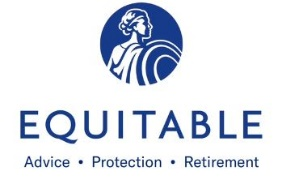 EQUITABLE
Advice • Protection • Retirement